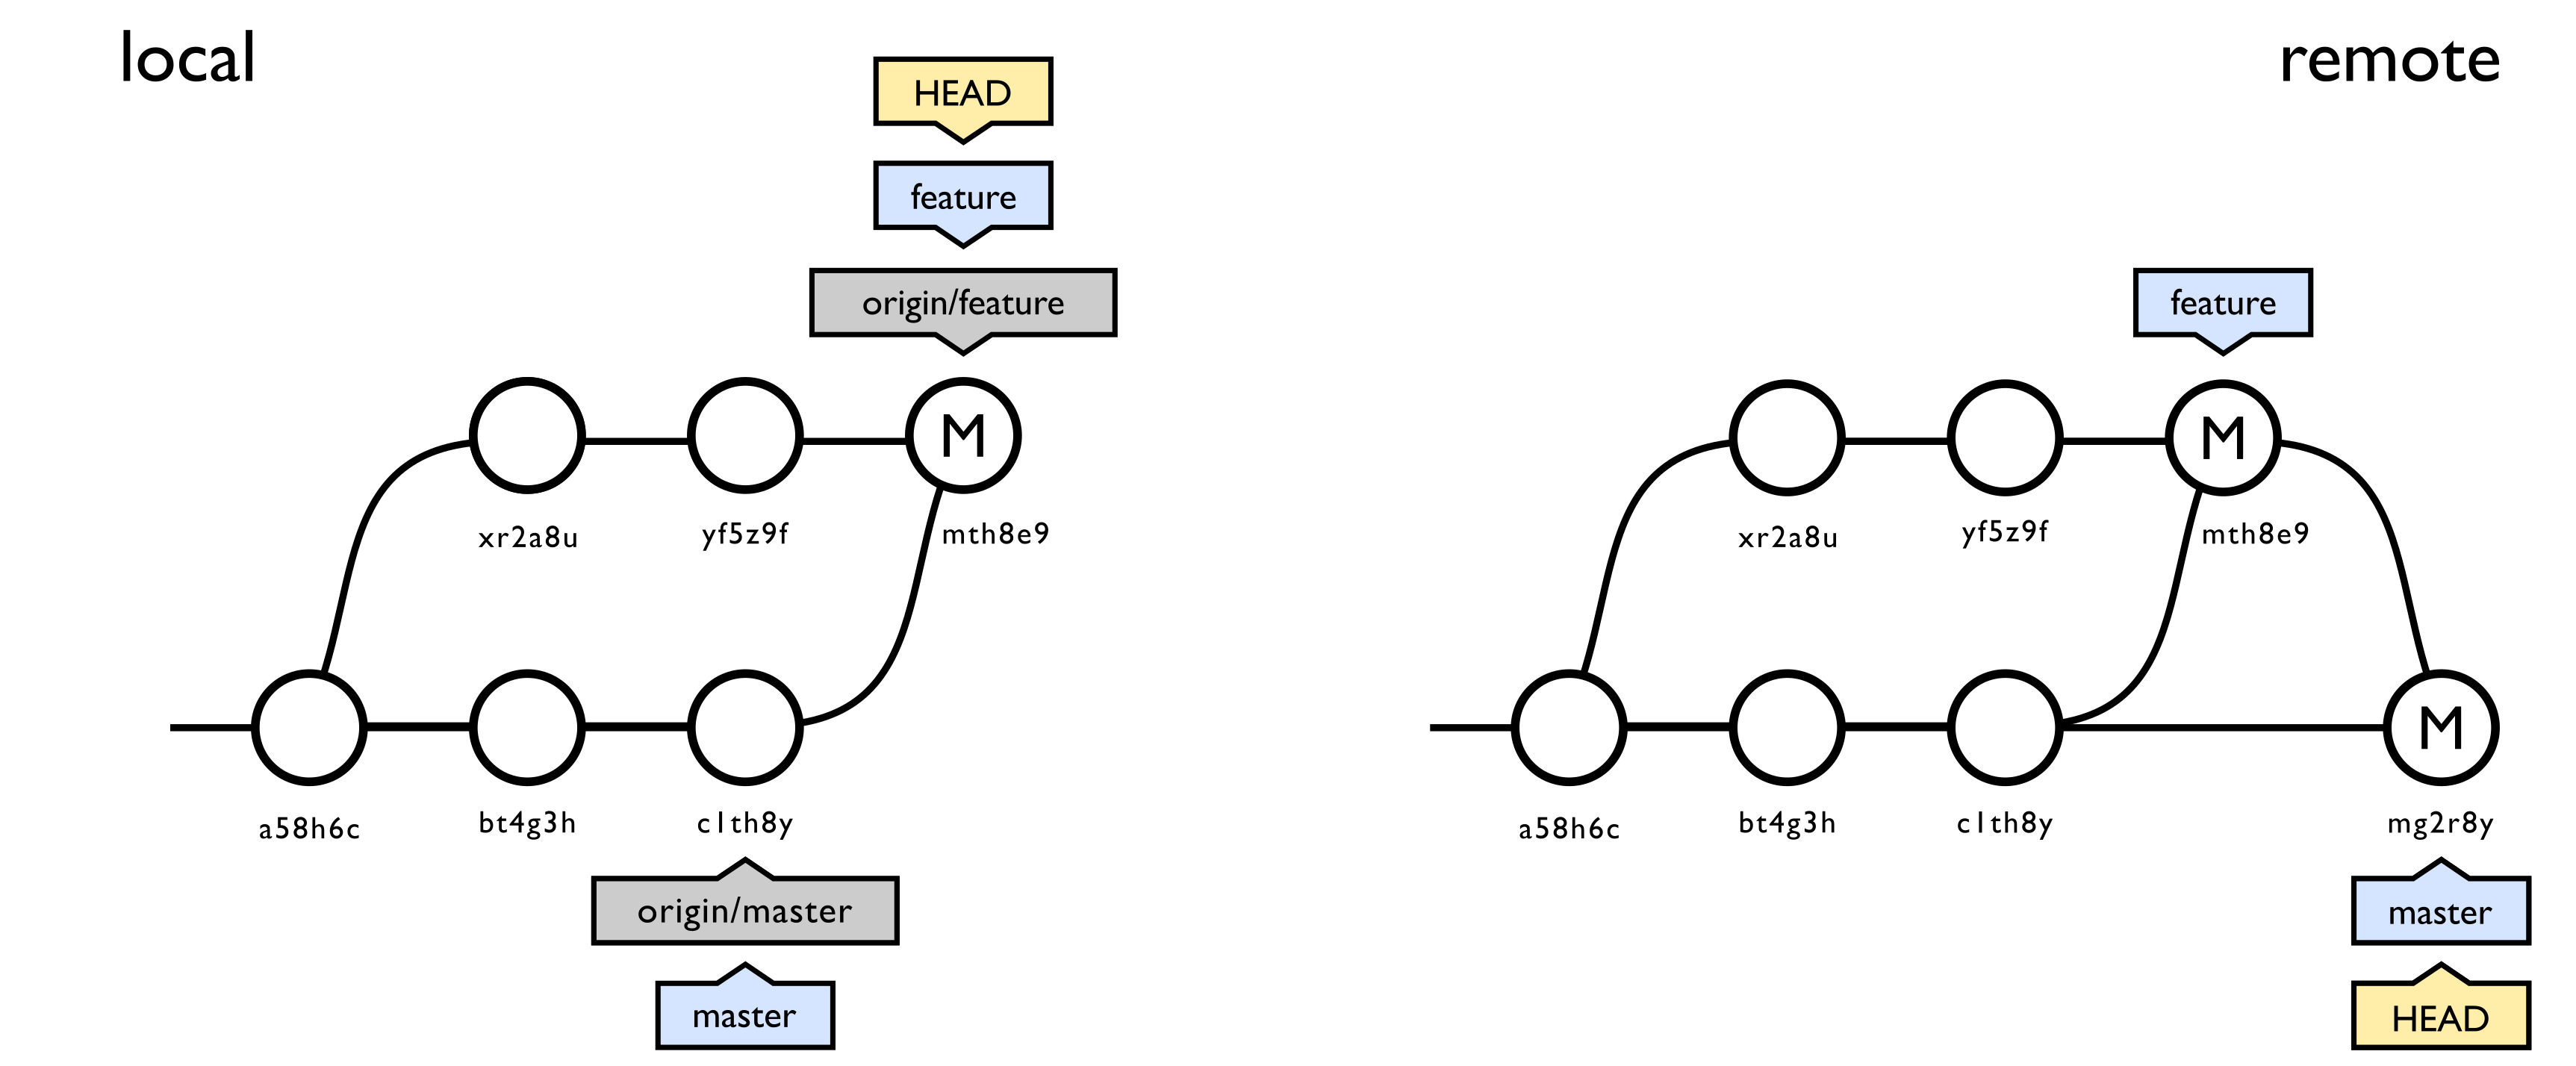 local
HEAD
feature
origin/feature
M
xr2a8u
yf5z9f
mth8e9
a58h6c
bt4g3h
c1th8y
origin/master
master
remote
feature
M
xr2a8u
yf5z9f
mth8e9
M
a58h6c
bt4g3h
c1th8y
mg2r8y
master
HEAD